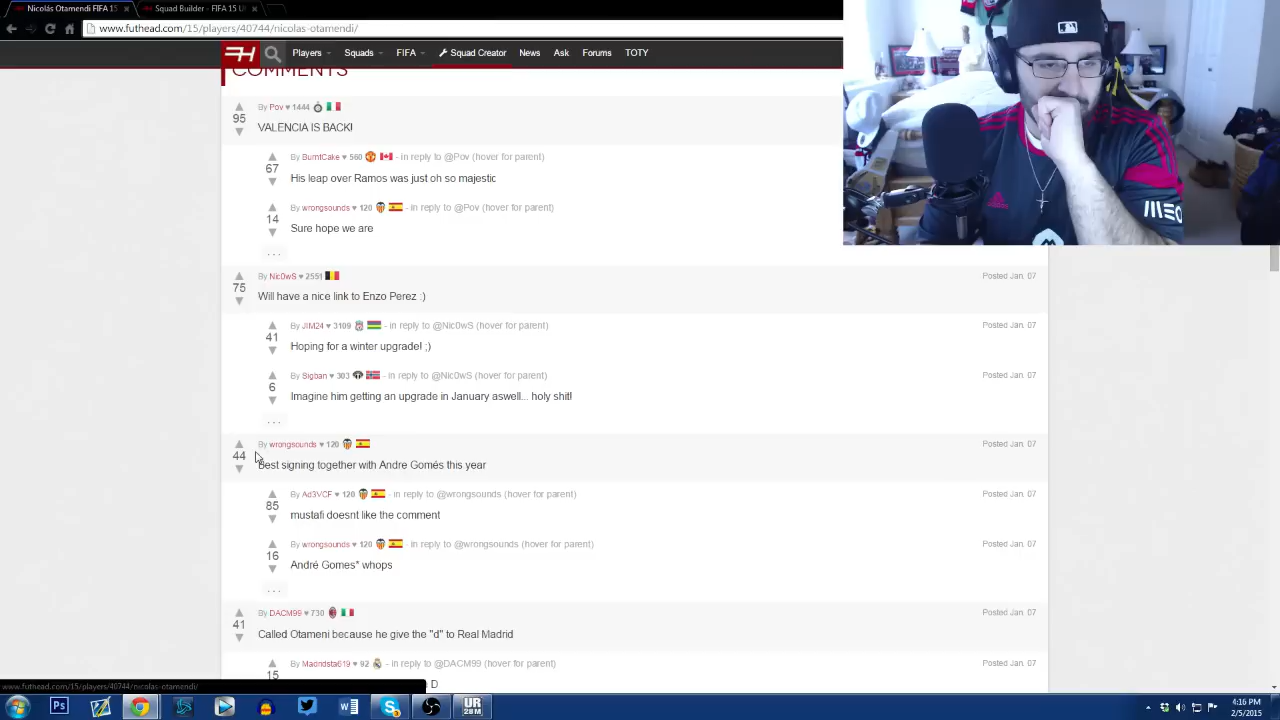 Nicolás Otamendi FIFA 15
Squad Builder - FIFA 15 U
www.futhead.com/15/players/40744/nicolas-otamendi/
Players
Squads
FIFA
Squad Creator
News
Ask
Forums
TOTY
COMMENTS
By Pov ♥ 1444
95
VALENCIA IS BACK!
By BurntCake ♥ 560 - in reply to @Pov (hover for parent)
67
His leap over Ramos was just oh so majestic
By wrongsounds ♥ 120 - in reply to @Pov (hover for parent)
14
Sure hope we are
. . .
By Nic0wS ♥ 2551 Posted Jan. 07
75
Will have a nice link to Enzo Perez :)
By JIM24 ♥ 3109 - in reply to @Nic0wS (hover for parent) Posted Jan. 07
41
Hoping for a winter upgrade! ;)
By Sigban ♥ 303 - in reply to @Nic0wS (hover for parent) Posted Jan. 07
6
Imagine him getting an upgrade in January aswell... holy shit!
. . .
By wrongsounds ♥ 120 Posted Jan. 07
44
Best signing together with Andre Gomés this year
By Ad3VCF ♥ 120 - in reply to @wrongsounds (hover for parent) Posted Jan. 07
85
mustafi doesnt like the comment
By wrongsounds ♥ 120 - in reply to @wrongsounds (hover for parent) Posted Jan. 07
16
André Gomes* whops
. . .
By DACM99 ♥ 730 Posted Jan. 07
41
Called Otameni because he give the "d" to Real Madrid
By Madridsta619 ♥ 92 - in reply to @DACM99 (hover for parent) Posted Jan. 07
15
D
www.futhead.com/15/players/40744/nicolas-otamendi/
MEO
4:16 PM
2/5/2015